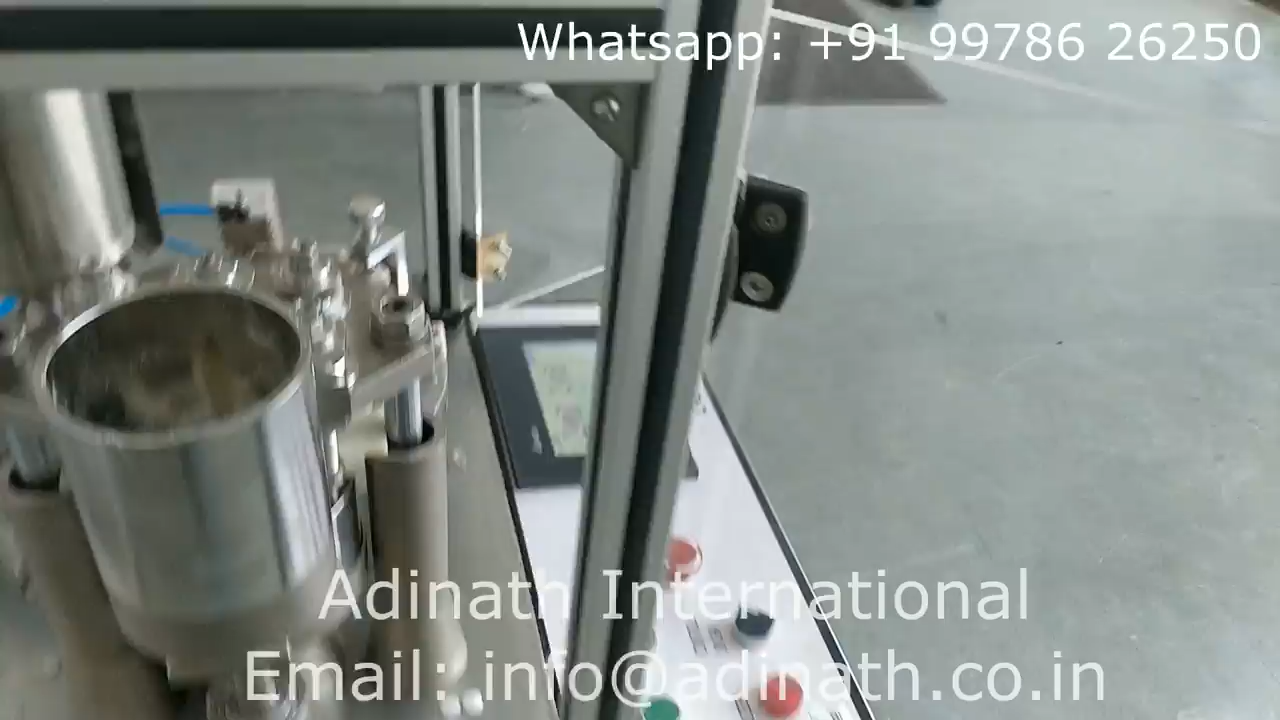 Whatsapp: +91 99786 26250
Adinath International
Email: info@adinath.co.in